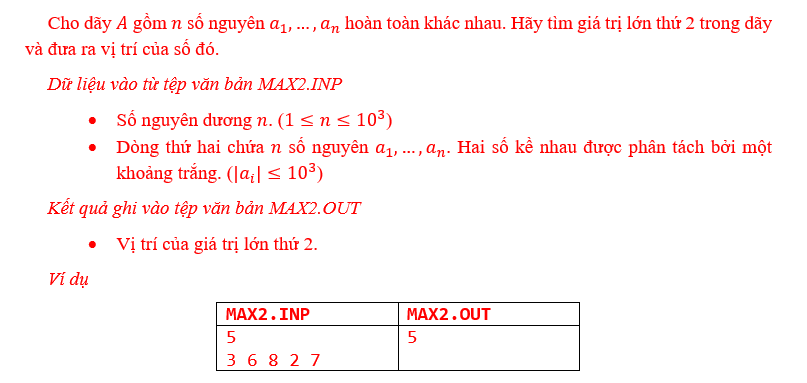 Cho dãy A gồm n số nguyên a₁, …, aₙ hoàn toàn khác nhau. Hãy tìm giá trị lớn thứ 2 trong dãy
và đưa ra vị trí của số đó.
Dữ liệu vào từ tệp văn bản MAX2.INP
• Số nguyên dương n. (1 ≤ n ≤ 10³)
• Dòng thứ hai chứa n số nguyên a₁, …, aₙ. Hai số kề nhau được phân tách bởi một
khoảng trắng. (|aᵢ| ≤ 10³)
Kết quả ghi vào tệp văn bản MAX2.OUT
• Vị trí của giá trị lớn thứ 2.
Ví dụ
MAX2.INP MAX2.OUT
5 5
3 6 8 2 7